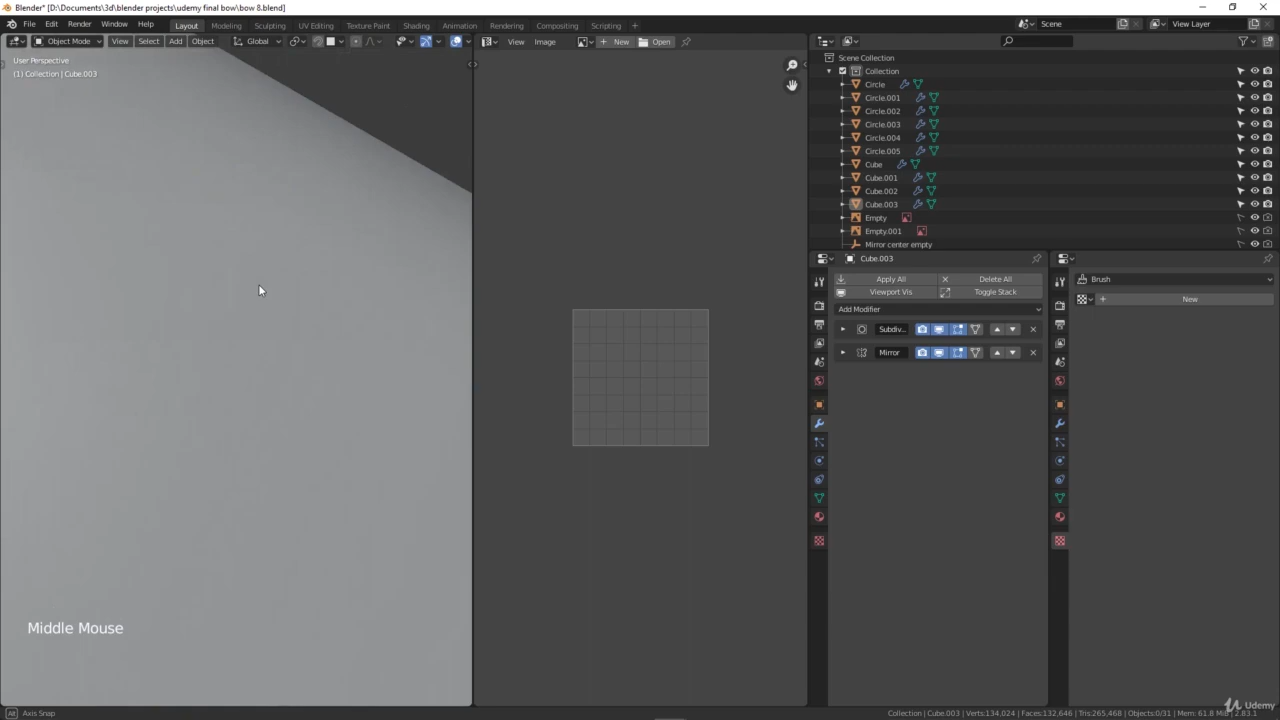 Blender* [D:\Documents\3d\blender projects\udemy final bow\bow 8.blend]
File Edit Render Window Help Layout Modeling Sculpting UV Editing Texture Paint Shading Animation Rendering Compositing Scripting + Scene View Layer
Object Mode View Select Add Object Global View Image + New Open
User Perspective
(1) Collection | Cube.003
Scene Collection
Collection
Circle
Circle.001
Circle.002
Circle.003
Circle.004
Circle.005
Cube
Cube.001
Cube.002
Cube.003
Empty
Empty.001
Mirror center empty
Cube.003
Apply All Delete All
Viewport Vis Toggle Stack
Add Modifier
Subdiv...
Mirror
Brush
+ New
Middle Mouse
Alt Axis Snap
Collection | Cube.003 | Verts:134,024 | Faces:132,646 | Tris:265,468 | Objects:0/31 | Mem: 61.8 MiB | 2.83.1
Udemy